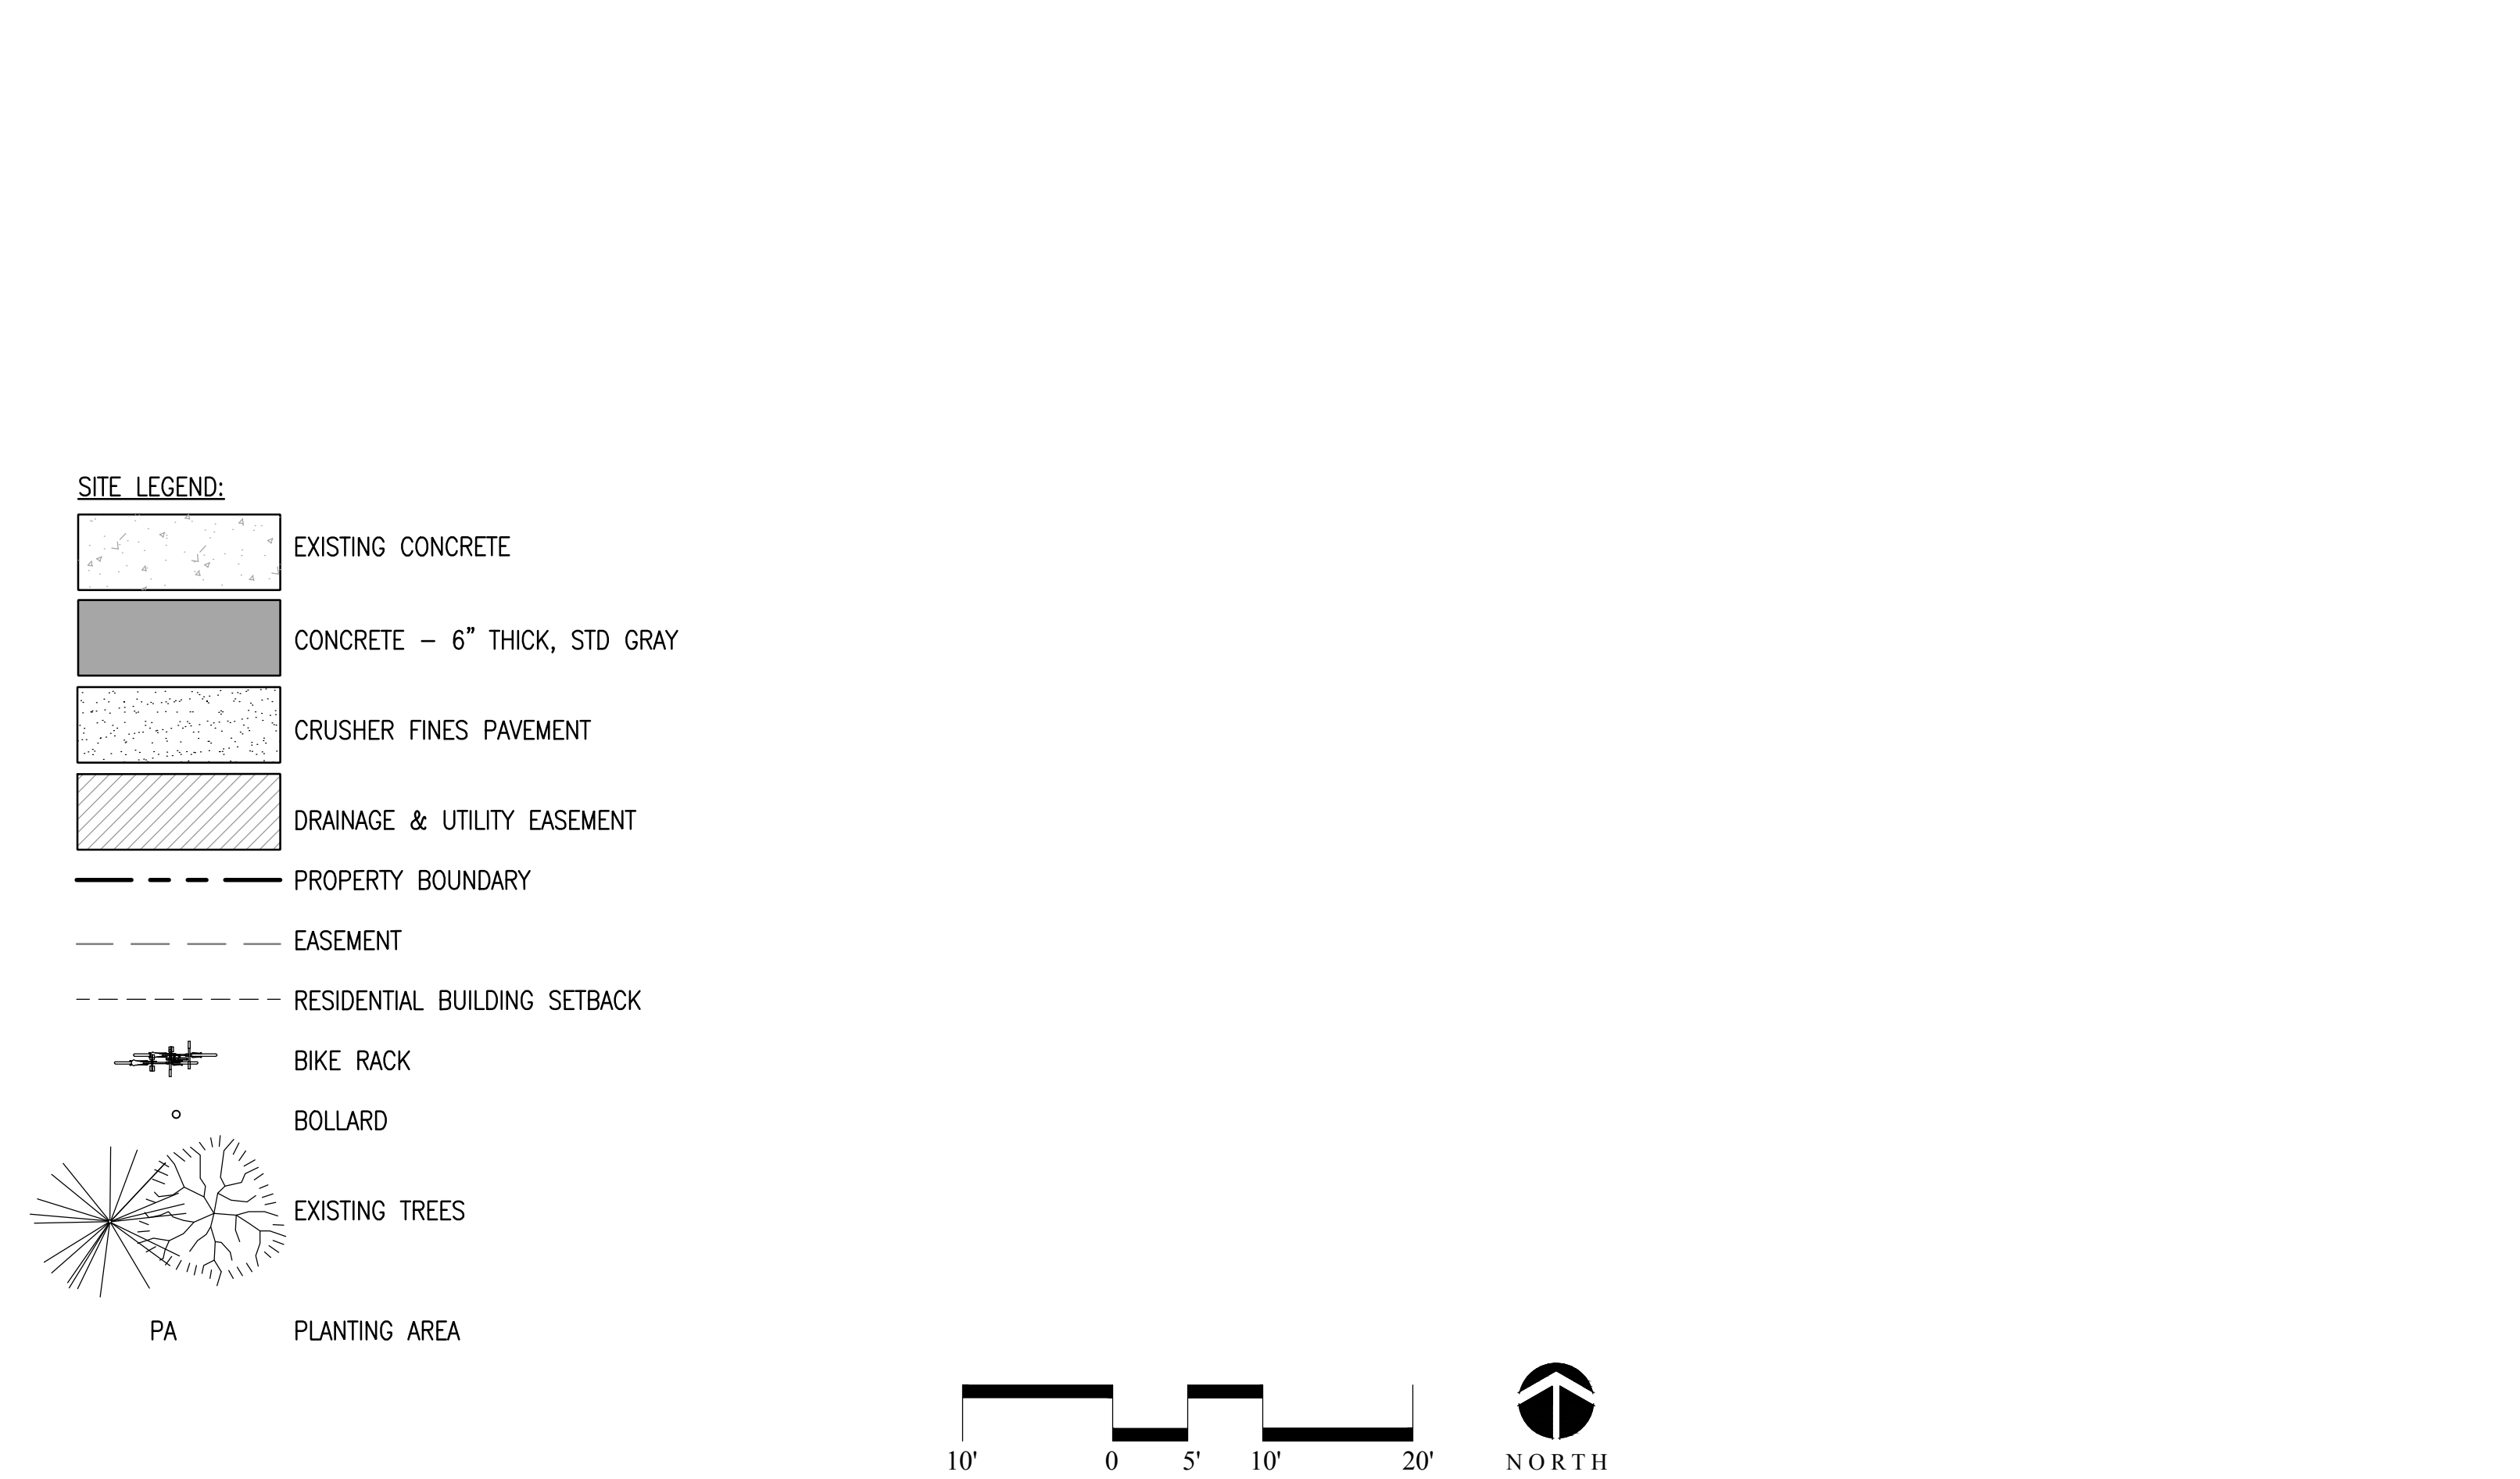 SITE LEGEND:
EXISTING CONCRETE
CONCRETE – 6” THICK, STD GRAY
CRUSHER FINES PAVEMENT
DRAINAGE & UTILITY EASEMENT
PROPERTY BOUNDARY
EASEMENT
RESIDENTIAL BUILDING SETBACK
BIKE RACK
BOLLARD
EXISTING TREES
PA PLANTING AREA
10' 0 5' 10' 20'
NORTH